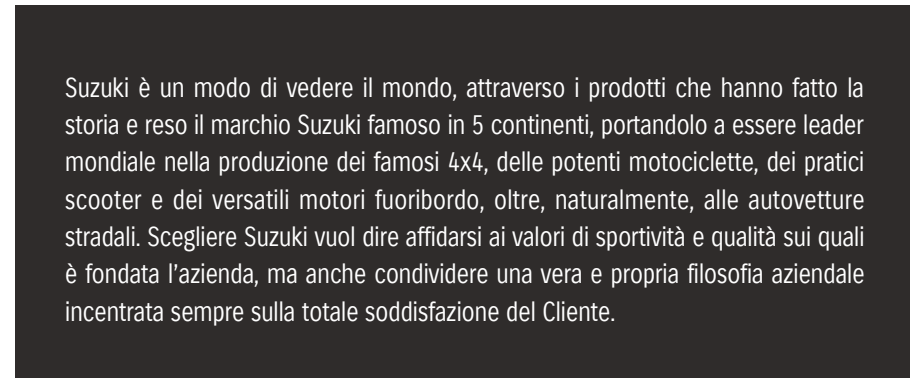 Suzuki è un modo di vedere il mondo, attraverso i prodotti che hanno fatto la
storia e reso il marchio Suzuki famoso in 5 continenti, portandolo a essere leader
mondiale nella produzione dei famosi 4x4, delle potenti motociclette, dei pratici
scooter e dei versatili motori fuoribordo, oltre, naturalmente, alle autovetture
stradali. Scegliere Suzuki vuol dire affidarsi ai valori di sportività e qualità sui quali
è fondata l’azienda, ma anche condividere una vera e propria filosofia aziendale
incentrata sempre sulla totale soddisfazione del Cliente.